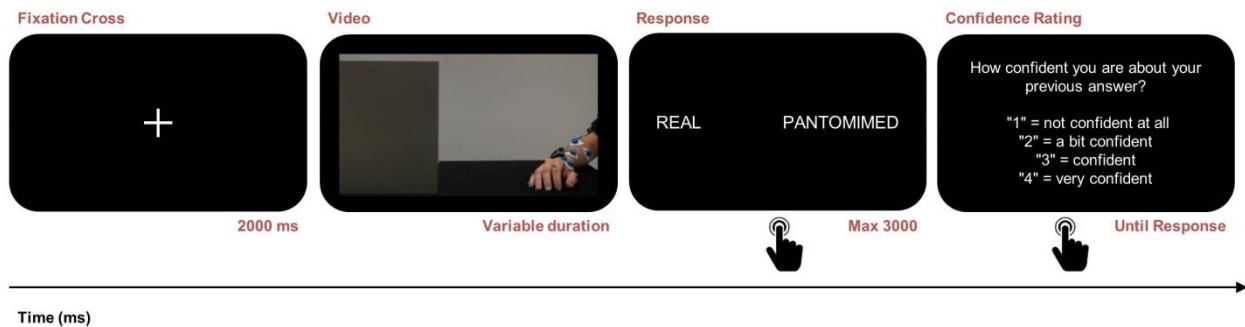 Fixation Cross
Video
Response
Confidence Rating
REAL
PANTOMIMED
How confident you are about your
previous answer?
"1" = not confident at all
"2" = a bit confident
"3" = confident
"4" = very confident
2000 ms
Variable duration
Max 3000
Until Response
Time (ms)